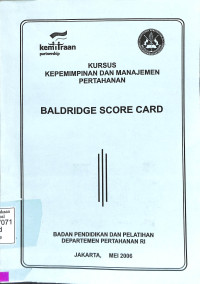 kemitraan
partnership
KURSUS
KEPEMIMPINAN DAN MANAJEMEN
PERTAHANAN
BALDRIDGE SCORE CARD
BADAN PENDIDIKAN DAN PELATIHAN
DEPARTEMEN PERTAHANAN RI
JAKARTA, MEI 2006